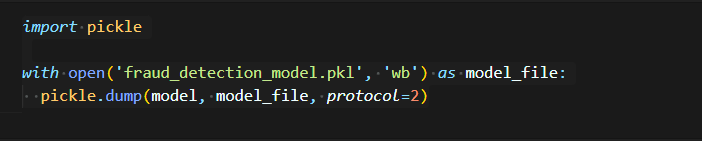 import pickle
with open('fraud_detection_model.pkl', 'wb') as model_file:
pickle.dump(model, model_file, protocol=2)